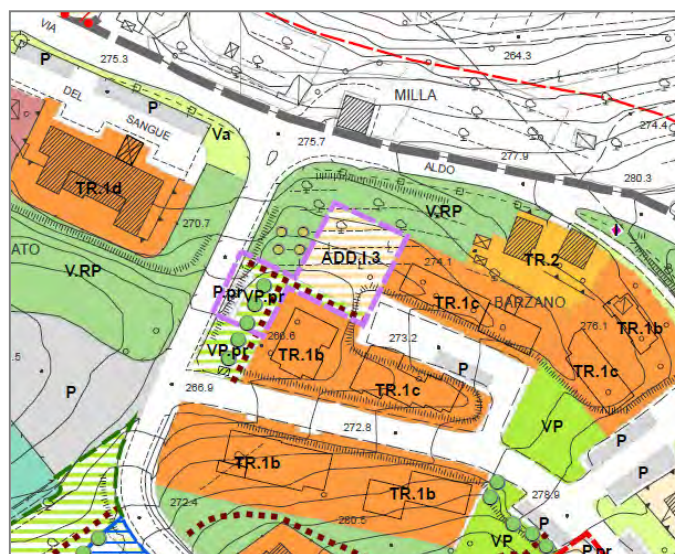 VIA
P
275.3
264.3
DEL
P
MILLA
SANGUE
Va
274.4
275.7
ALDO
277.9
280.3
TR.1d
V.RP
270.7
ATO
ADD.I.3
274.1
TR.2
V.RP
P.pr
VP.pr
TR.1c
BARZANO
TR.1b
276.1
273.2
VP.pr
TR.1b
TR.1c
.5
P
P
266.9
TR.1c
VP
272.8
P
TR.1b
P
TR.1b
278.9
272.4
P
280.5
VP
P.pr